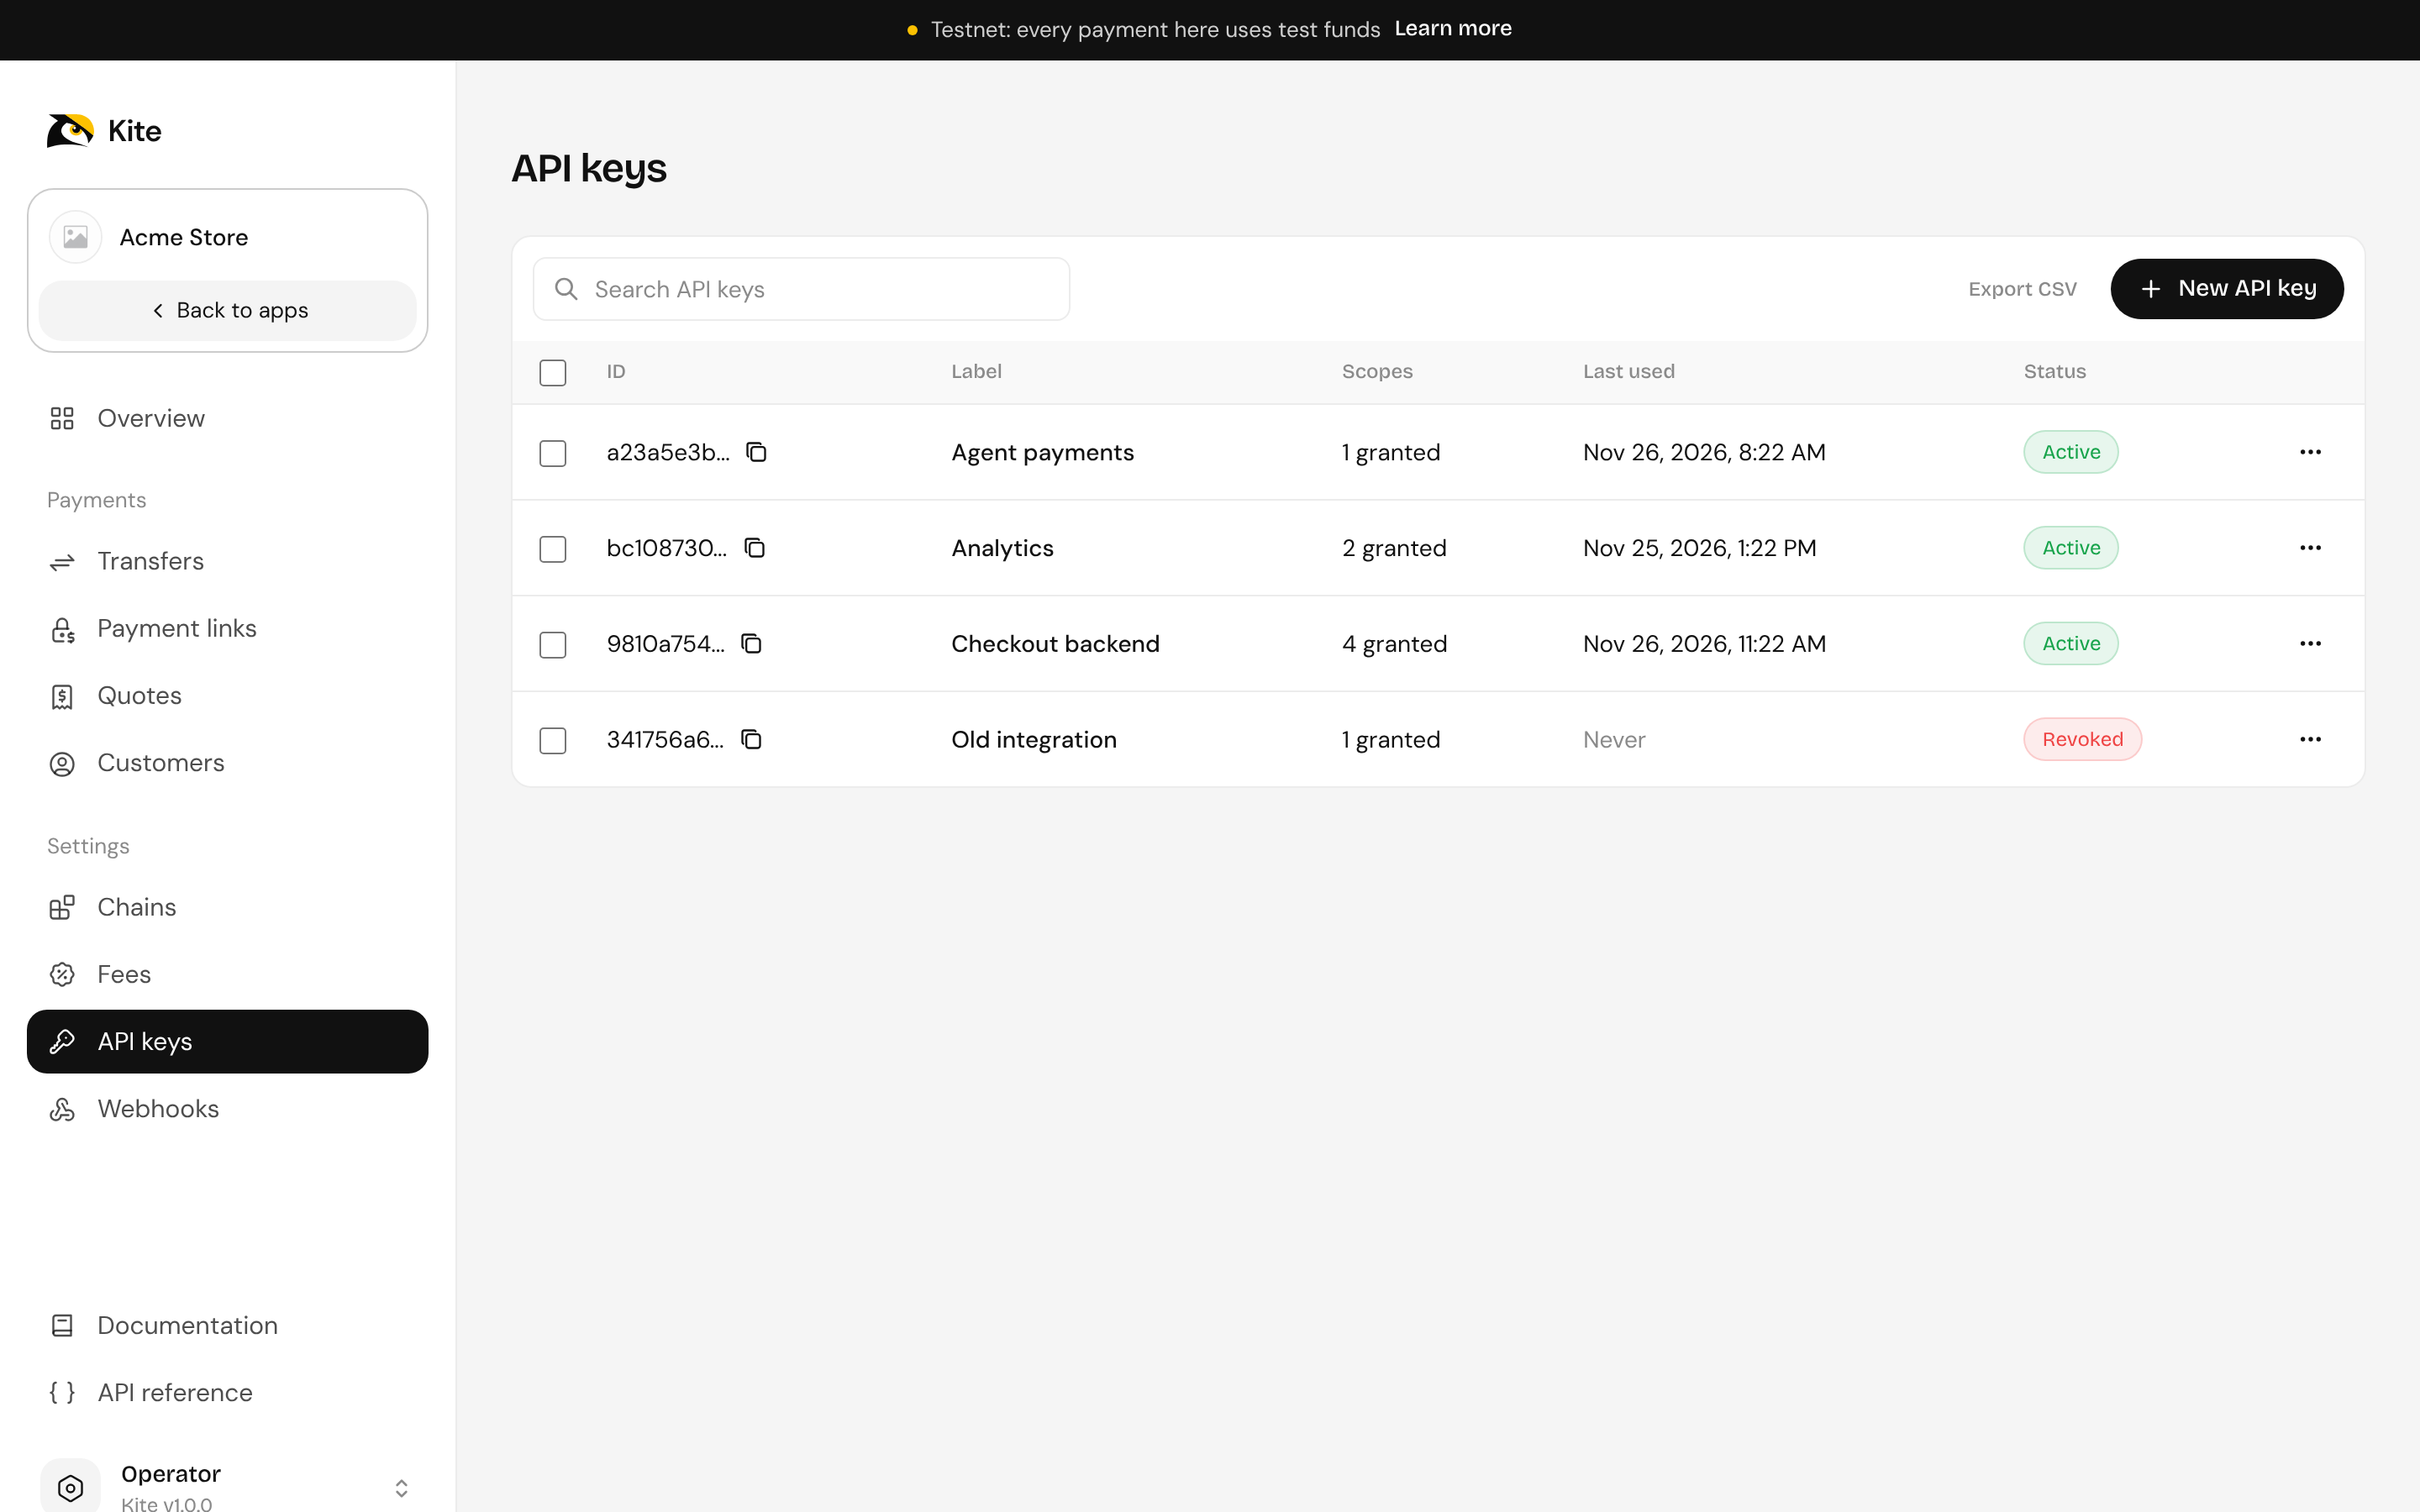 Testnet: every payment here uses test funds Learn more
Kite
Acme Store
Back to apps
Overview
Payments
Transfers
Payment links
Quotes
Customers
Settings
Chains
Fees
API keys
Webhooks
Documentation
API reference
Operator
Kite v1.0.0
API keys
Search API keys
Export CSV
New API key
ID Label Scopes Last used Status
a23a5e3b... Agent payments 1 granted Nov 26, 2026, 8:22 AM Active
bc108730... Analytics 2 granted Nov 25, 2026, 1:22 PM Active
9810a754... Checkout backend 4 granted Nov 26, 2026, 11:22 AM Active
341756a6... Old integration 1 granted Never Revoked